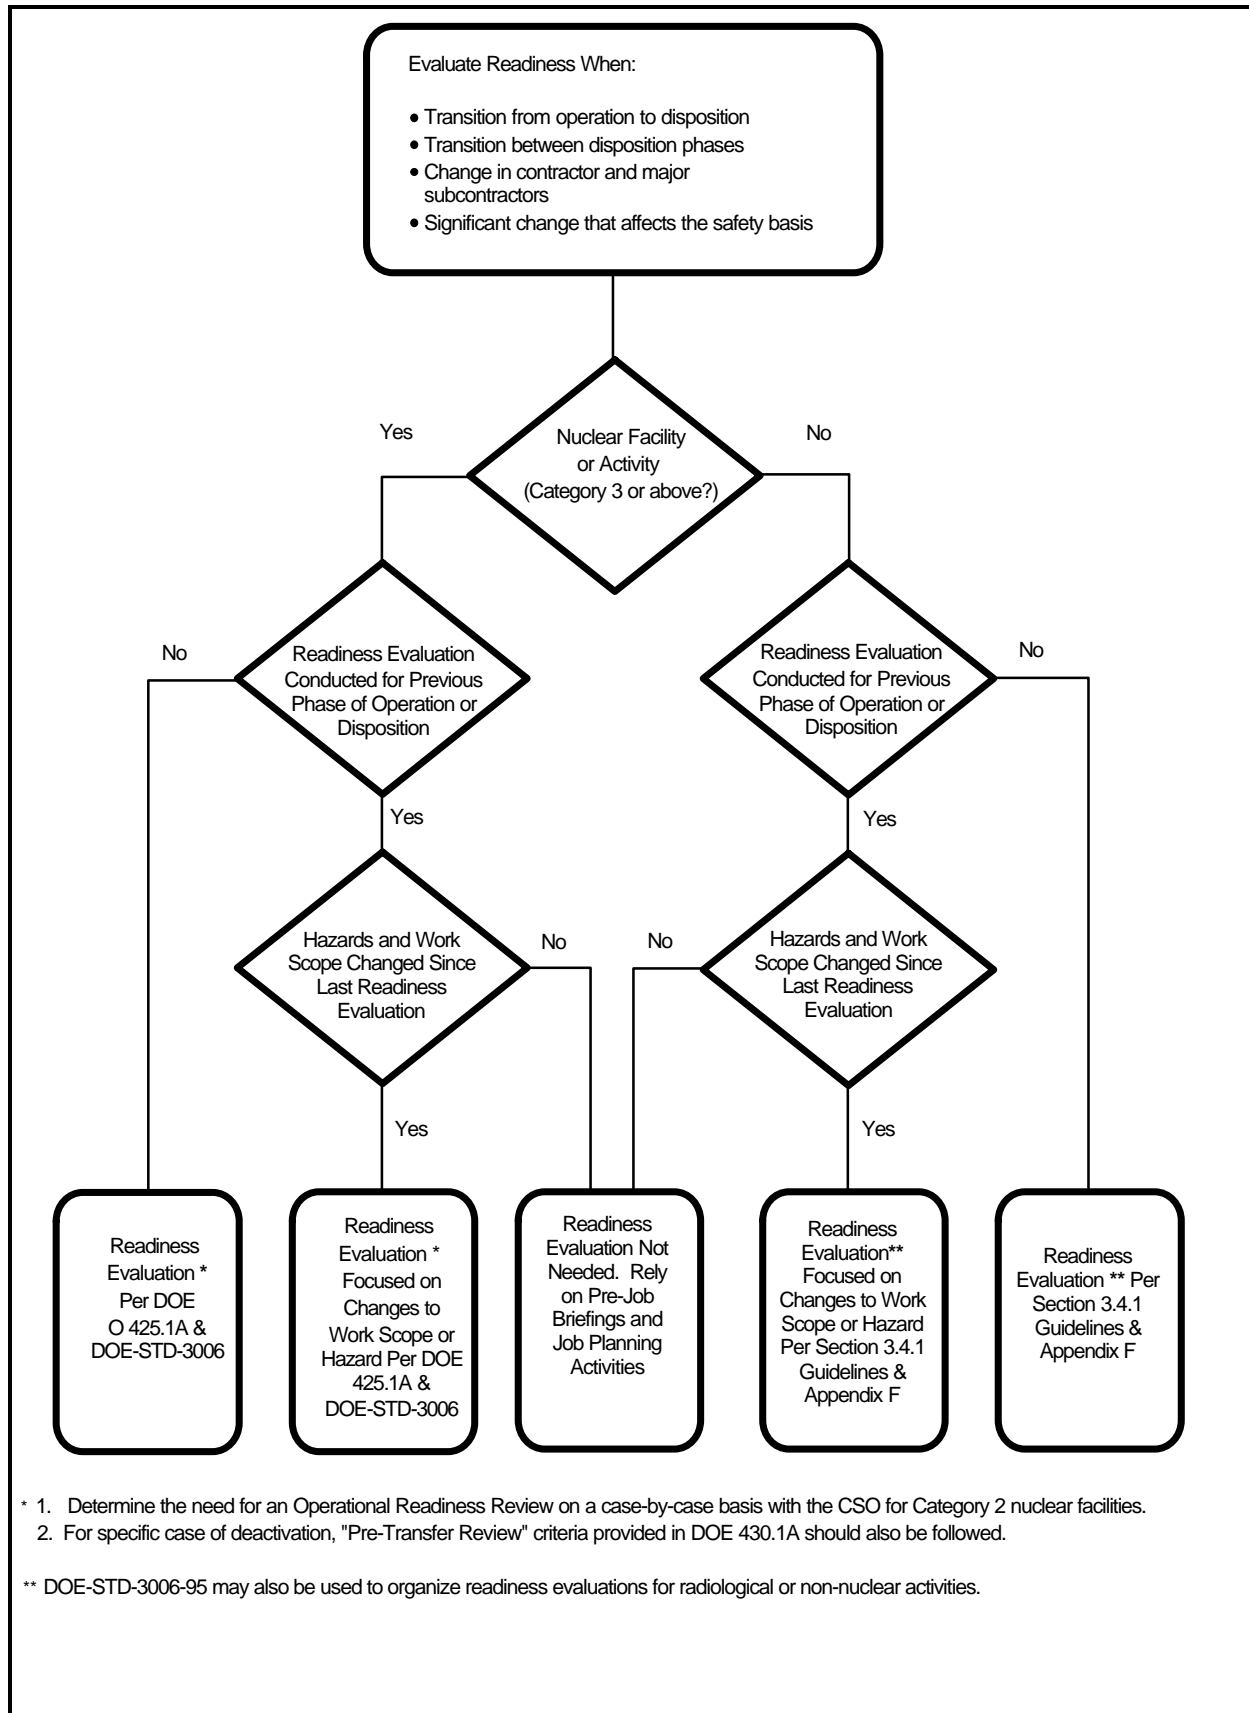 Evaluate Readiness When:
• Transition from operation to disposition
• Transition between disposition phases
• Change in contractor and major
subcontractors
• Significant change that affects the safety basis
Yes
No
Nuclear Facility
or Activity
(Category 3 or above?)
No
Readiness Evaluation
Conducted for Previous
Phase of Operation or
Disposition
Readiness Evaluation
Conducted for Previous
Phase of Operation or
Disposition
No
Yes
Yes
Hazards and Work
Scope Changed Since
Last Readiness
Evaluation
No
No
Hazards and Work
Scope Changed Since
Last Readiness
Evaluation
Yes
Yes
Readiness
Evaluation *
Per DOE
O 425.1A &
DOE-STD-3006
Readiness
Evaluation *
Focused on
Changes to
Work Scope or
Hazard Per DOE
425.1A &
DOE-STD-3006
Readiness
Evaluation Not
Needed. Rely
on Pre-Job
Briefings and
Job Planning
Activities
Readiness
Evaluation**
Focused on
Changes to Work
Scope or Hazard
Per Section 3.4.1
Guidelines &
Appendix F
Readiness
Evaluation ** Per
Section 3.4.1
Guidelines &
Appendix F
* 1. Determine the need for an Operational Readiness Review on a case-by-case basis with the CSO for Category 2 nuclear facilities.
2. For specific case of deactivation, "Pre-Transfer Review" criteria provided in DOE 430.1A should also be followed.
** DOE-STD-3006-95 may also be used to organize readiness evaluations for radiological or non-nuclear activities.